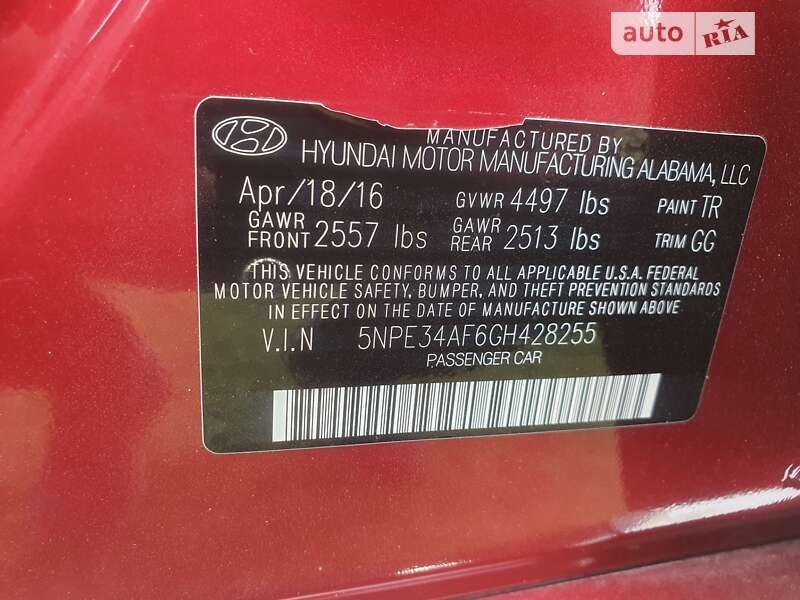 auto RIA
MANUFACTURED BY
HYUNDAI MOTOR MANUFACTURING ALABAMA, LLC
Apr/18/16 GVWR 4497 lbs PAINT TR
GAWR FRONT 2557 lbs GAWR REAR 2513 lbs TRIM GG
THIS VEHICLE CONFORMS TO ALL APPLICABLE U.S.A. FEDERAL
MOTOR VEHICLE SAFETY, BUMPER, AND THEFT PREVENTION STANDARDS
IN EFFECT ON THE DATE OF MANUFACTURE SHOWN ABOVE
V.I.N 5NPE34AF6GH428255
PASSENGER CAR